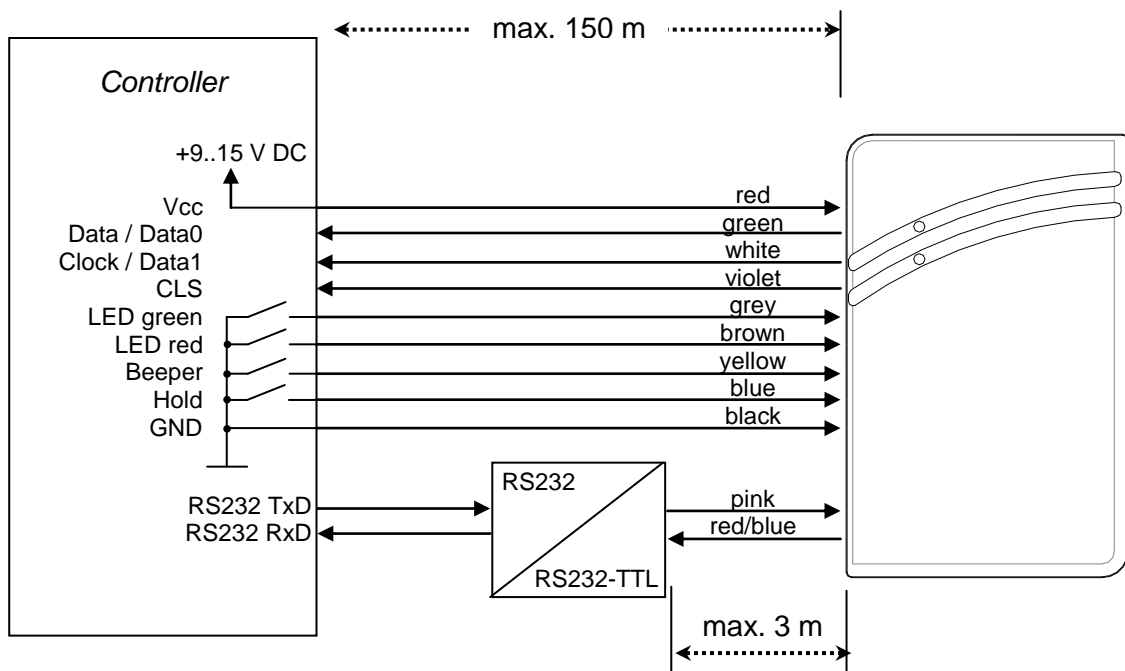 max. 150 m
Controller
+9..15 V DC
Vcc
red
Data / Data0
green
Clock / Data1
white
CLS
violet
LED green
grey
LED red
brown
Beeper
yellow
Hold
blue
GND
black
RS232
RS232 TxD
pink
RS232 RxD
red/blue
RS232-TTL
max. 3 m